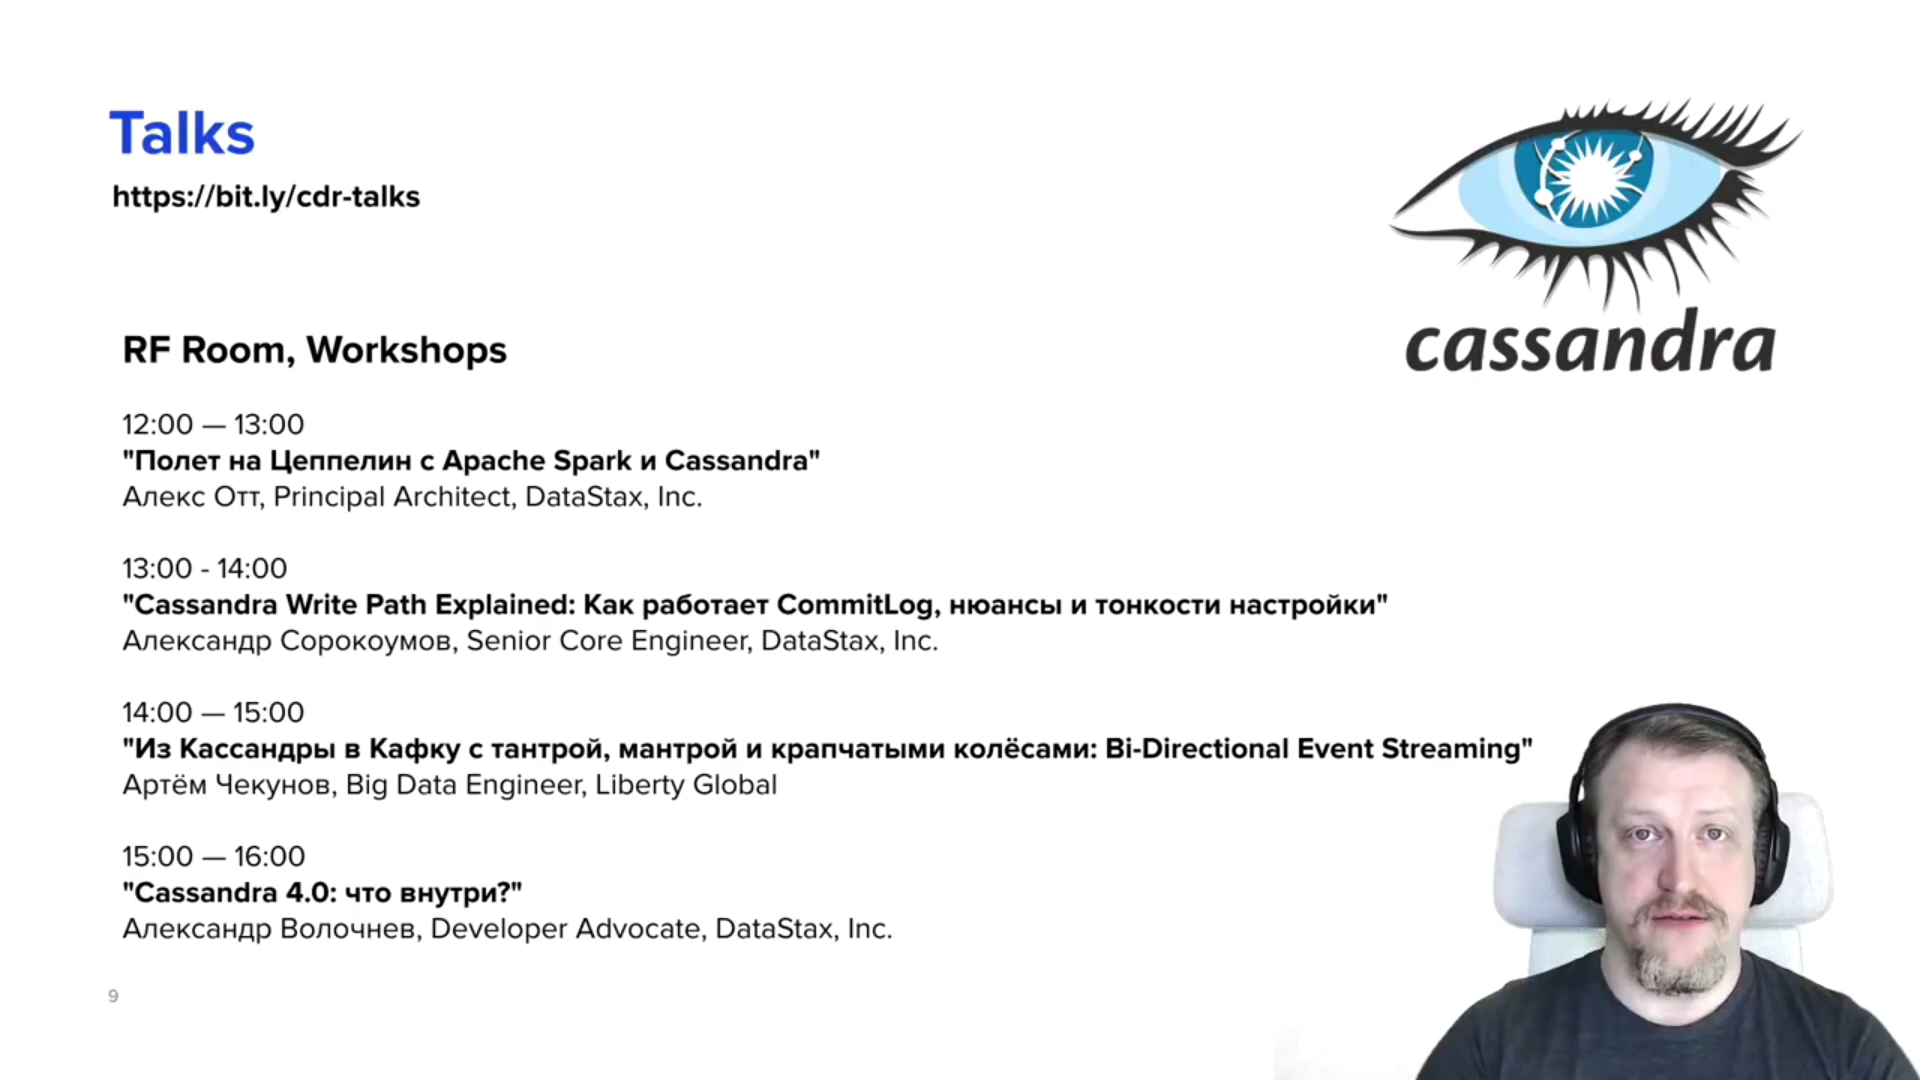 Talks
https://bit.ly/cdr-talks
cassandra
RF Room, Workshops
12:00 — 13:00
"Полет на Цеппелин с Apache Spark и Cassandra"
Алекс Отт, Principal Architect, DataStax, Inc.
13:00 - 14:00
"Cassandra Write Path Explained: Как работает CommitLog, нюансы и тонкости настройки"
Александр Сорокоумов, Senior Core Engineer, DataStax, Inc.
14:00 — 15:00
"Из Кассандры в Кафку с тантрой, мантрой и крапчатыми колёсами: Bi-Directional Event Streaming"
Артём Чекунов, Big Data Engineer, Liberty Global
15:00 — 16:00
"Cassandra 4.0: что внутри?"
Александр Волочнев, Developer Advocate, DataStax, Inc.
9